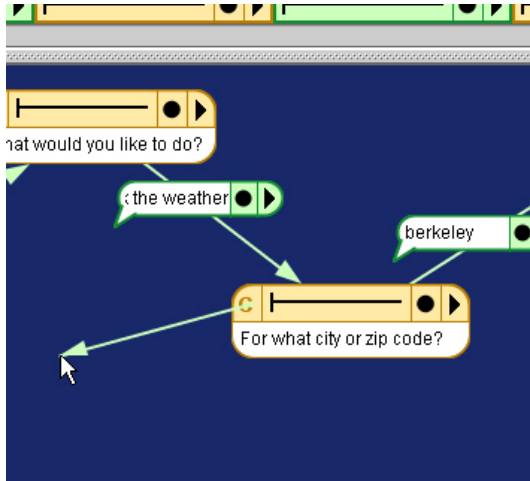 hat would you like to do?
the weather
berkeley
C
For what city or zip code?